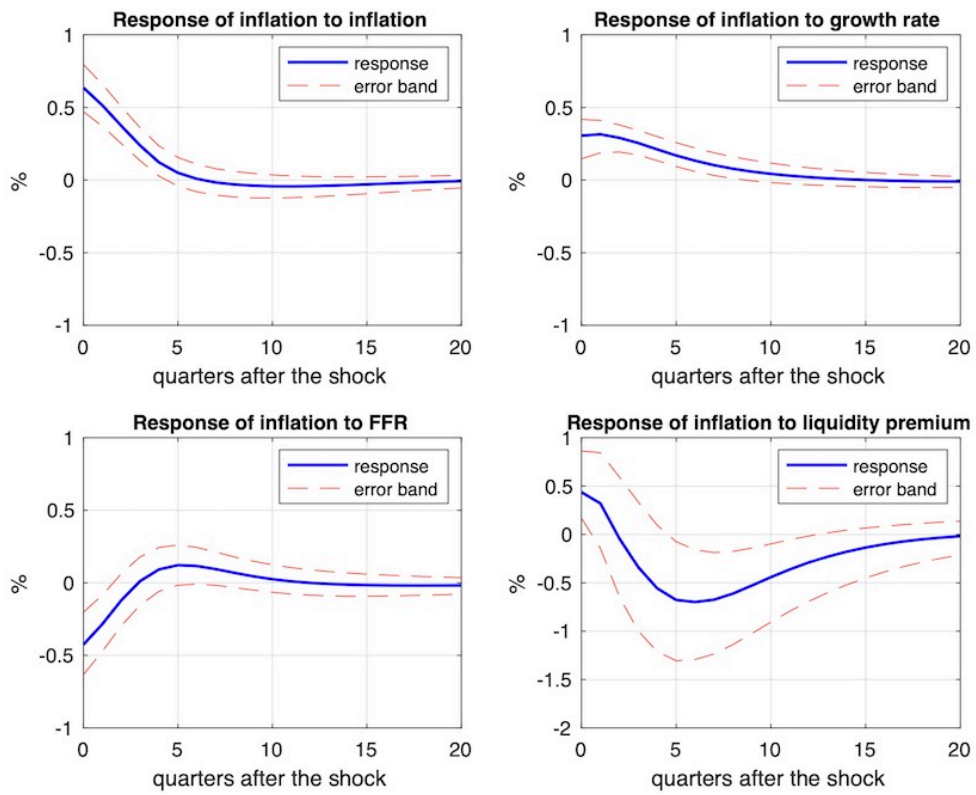 Response of inflation to inflation
1
0.5
0
-0.5
-1
%
response
error band
0 5 10 15 20
quarters after the shock
Response of inflation to growth rate
1
0.5
0
-0.5
-1
%
response
error band
0 5 10 15 20
quarters after the shock
Response of inflation to FFR
1
0.5
0
-0.5
-1
%
response
error band
0 5 10 15 20
quarters after the shock
Response of inflation to liquidity premium
1
0.5
0
-0.5
-1
-1.5
-2
%
response
error band
0 5 10 15 20
quarters after the shock